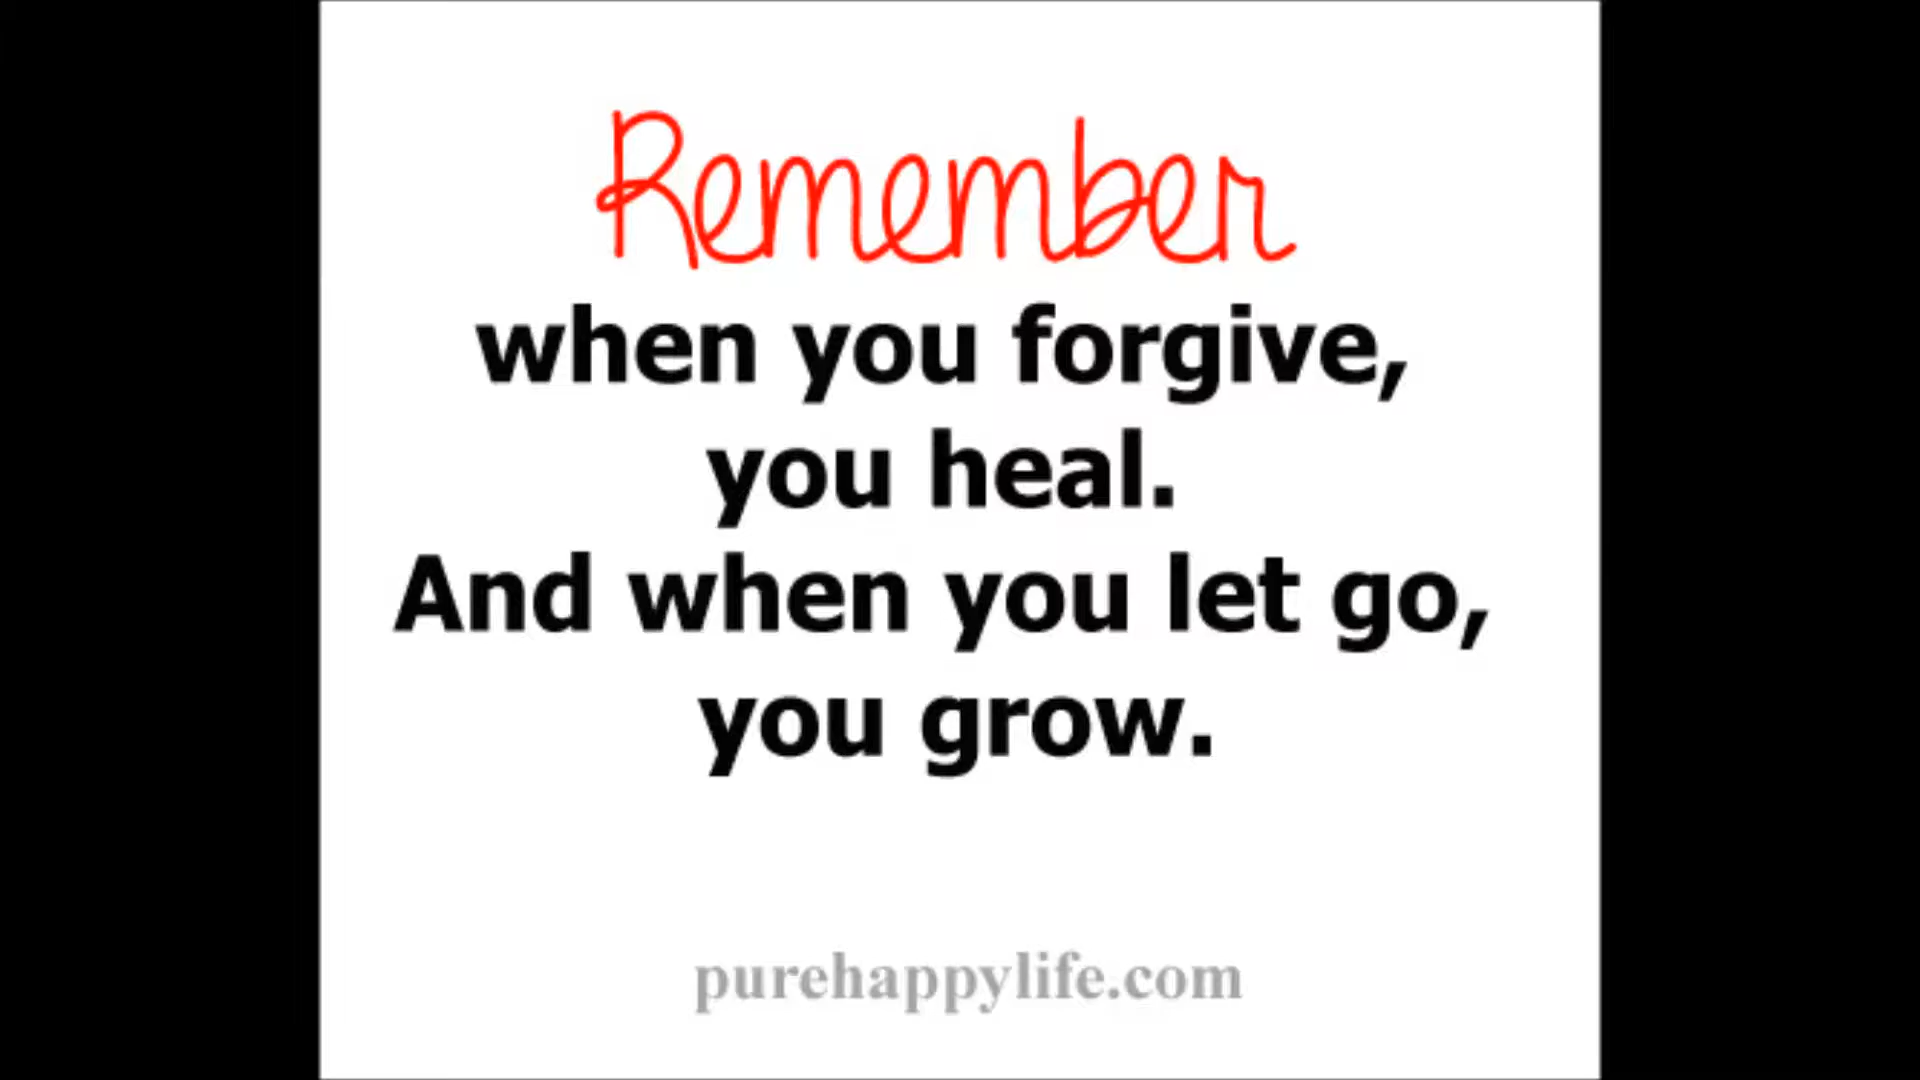 Remember
when you forgive,
you heal.
And when you let go,
you grow.
purehappylife.com